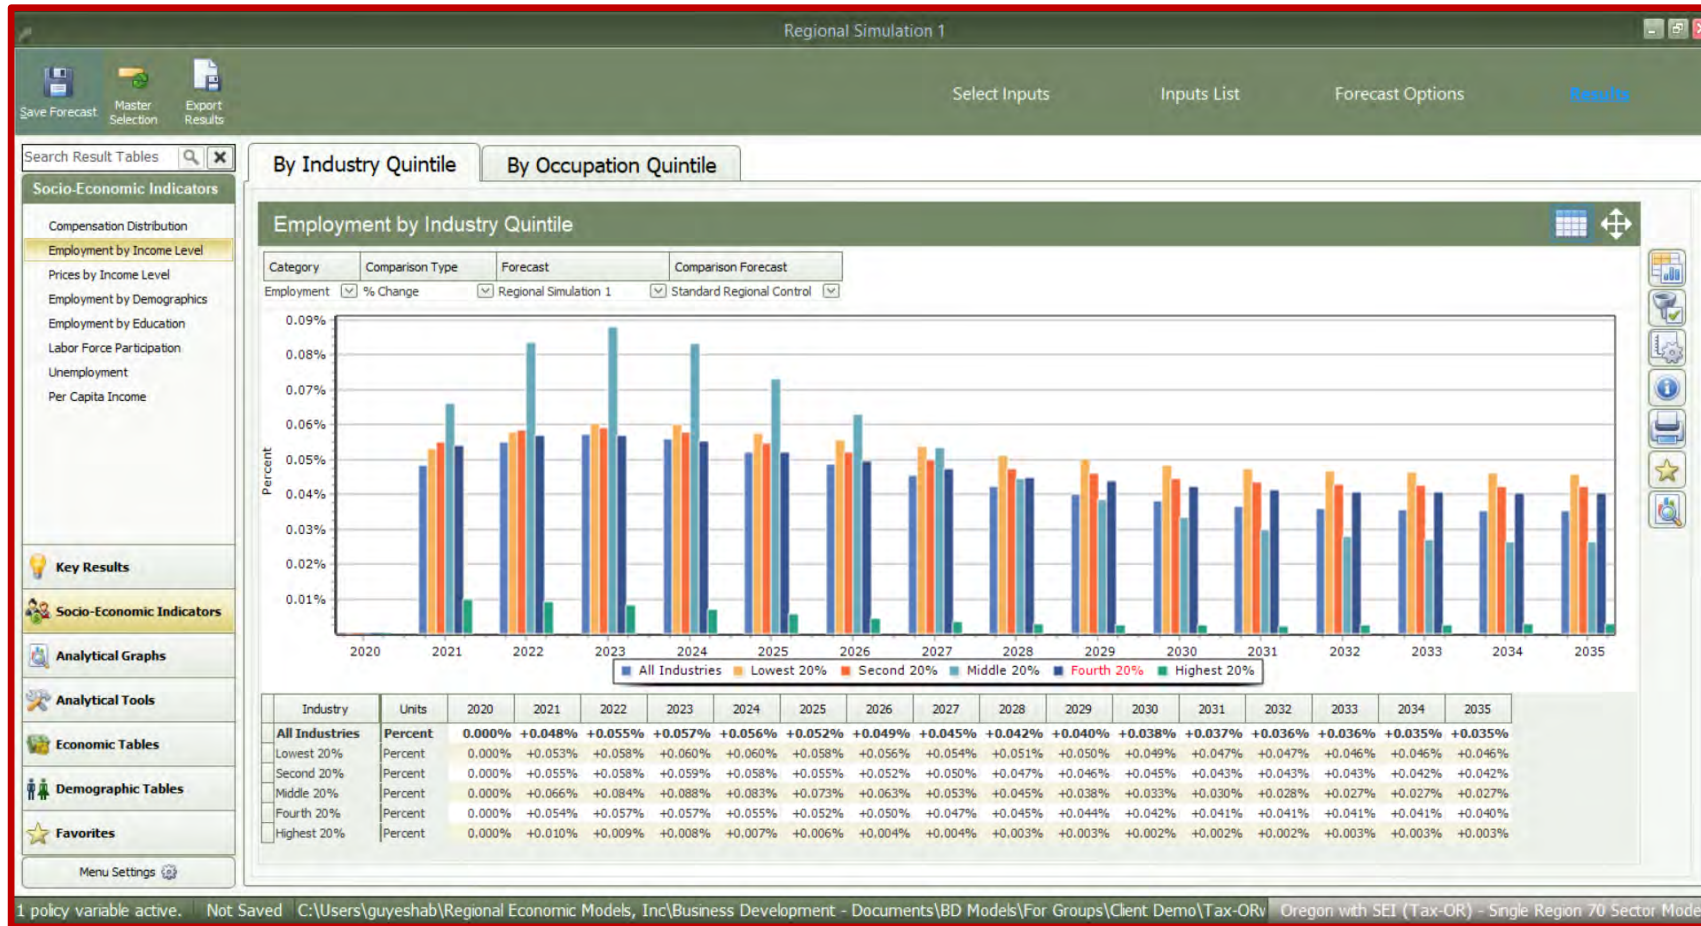 Regional Simulation 1
Save Forecast
Master Selection
Export Results
Select Inputs
Inputs List
Forecast Options
Results
Search Result Tables
Socio-Economic Indicators
Compensation Distribution
Employment by Income Level
Prices by Income Level
Employment by Demographics
Employment by Education
Labor Force Participation
Unemployment
Per Capita Income
Key Results
Socio-Economic Indicators
Analytical Graphs
Analytical Tools
Economic Tables
Demographic Tables
Favorites
Menu Settings
By Industry Quintile
By Occupation Quintile
Employment by Industry Quintile
Category Comparison Type Forecast Comparison Forecast
Employment % Change Regional Simulation 1 Standard Regional Control
Percent
0.09%
0.08%
0.07%
0.06%
0.05%
0.04%
0.03%
0.02%
0.01%
2020 2021 2022 2023 2024 2025 2026 2027 2028 2029 2030 2031 2032 2033 2034 2035
All Industries Lowest 20% Second 20% Middle 20% Fourth 20% Highest 20%
Industry Units 2020 2021 2022 2023 2024 2025 2026 2027 2028 2029 2030 2031 2032 2033 2034 2035
All Industries Percent 0.000% +0.048% +0.055% +0.057% +0.056% +0.052% +0.049% +0.045% +0.042% +0.040% +0.038% +0.037% +0.036% +0.036% +0.035% +0.035%
Lowest 20% Percent 0.000% +0.053% +0.058% +0.060% +0.060% +0.058% +0.056% +0.054% +0.051% +0.050% +0.049% +0.047% +0.047% +0.046% +0.046% +0.046%
Second 20% Percent 0.000% +0.055% +0.058% +0.059% +0.058% +0.055% +0.052% +0.050% +0.047% +0.046% +0.045% +0.043% +0.043% +0.043% +0.042% +0.042%
Middle 20% Percent 0.000% +0.066% +0.084% +0.088% +0.083% +0.073% +0.063% +0.053% +0.045% +0.038% +0.033% +0.030% +0.028% +0.027% +0.027% +0.027%
Fourth 20% Percent 0.000% +0.054% +0.057% +0.057% +0.055% +0.052% +0.050% +0.047% +0.045% +0.044% +0.042% +0.041% +0.041% +0.041% +0.041% +0.040%
Highest 20% Percent 0.000% +0.010% +0.009% +0.008% +0.007% +0.006% +0.004% +0.004% +0.003% +0.003% +0.002% +0.002% +0.002% +0.003% +0.003% +0.003%
1 policy variable active. Not Saved C:\Users\guyeshab\Regional Economic Models, Inc\Business Development - Documents\BD Models\For Groups\Client Demo\Tax-ORv Oregon with SEI (Tax-OR) - Single Region 70 Sector Mode